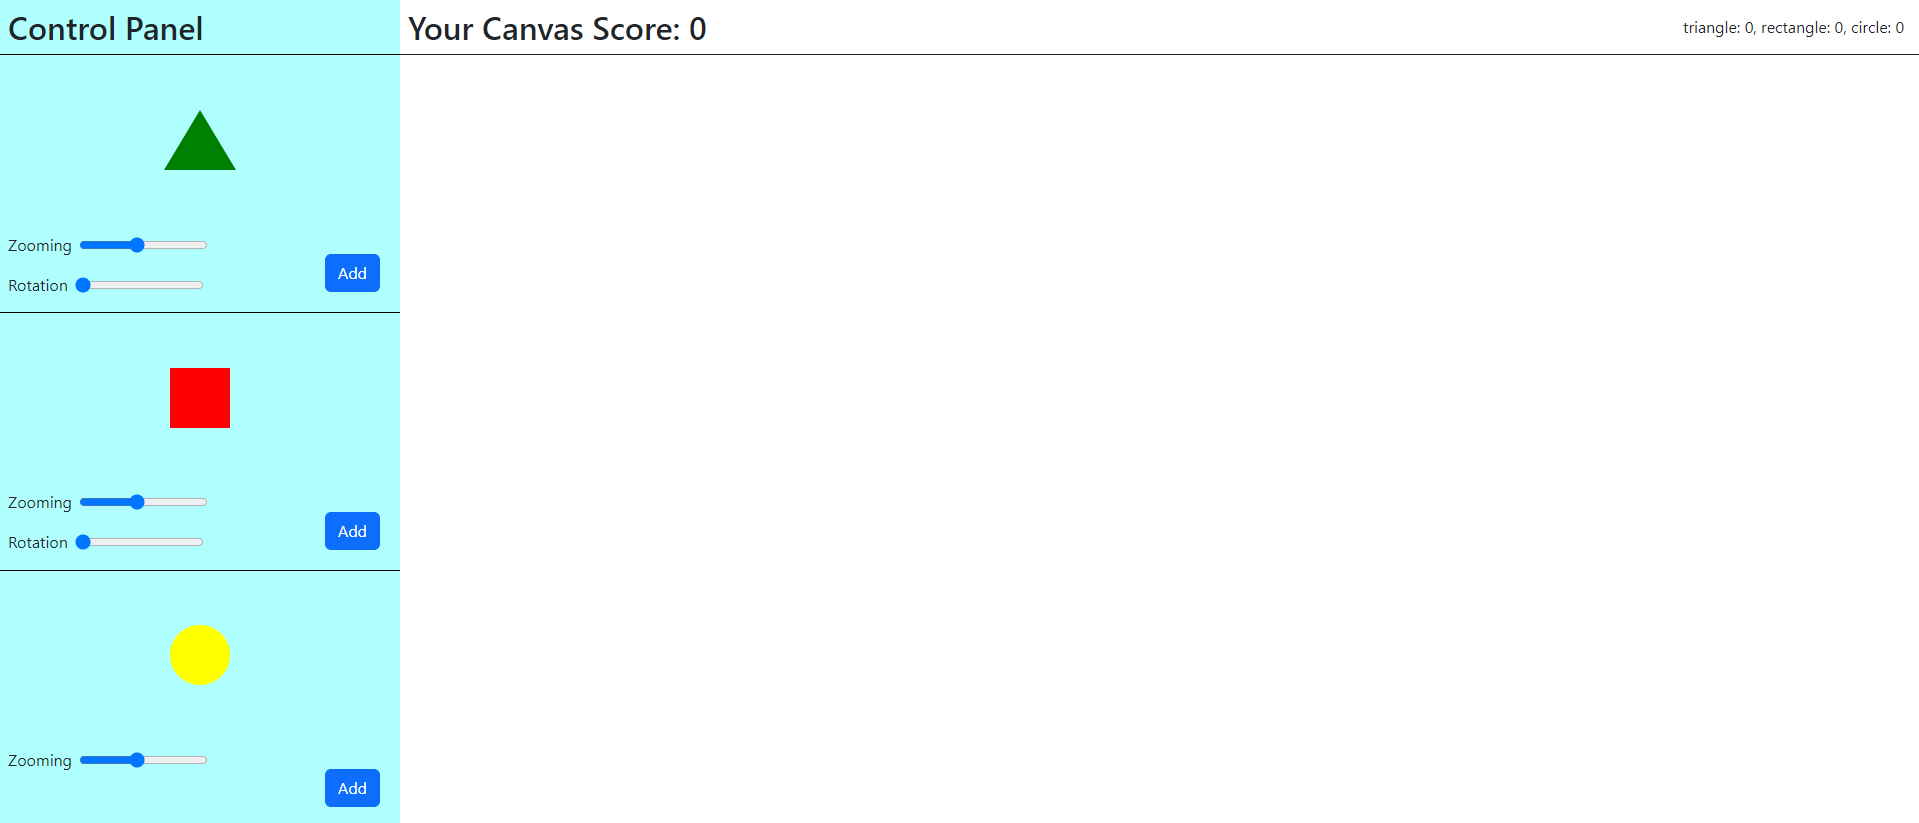 Control Panel
Your Canvas Score: 0
triangle: 0, rectangle: 0, circle: 0
Zooming
Rotation
Add
Zooming
Rotation
Add
Zooming
Add